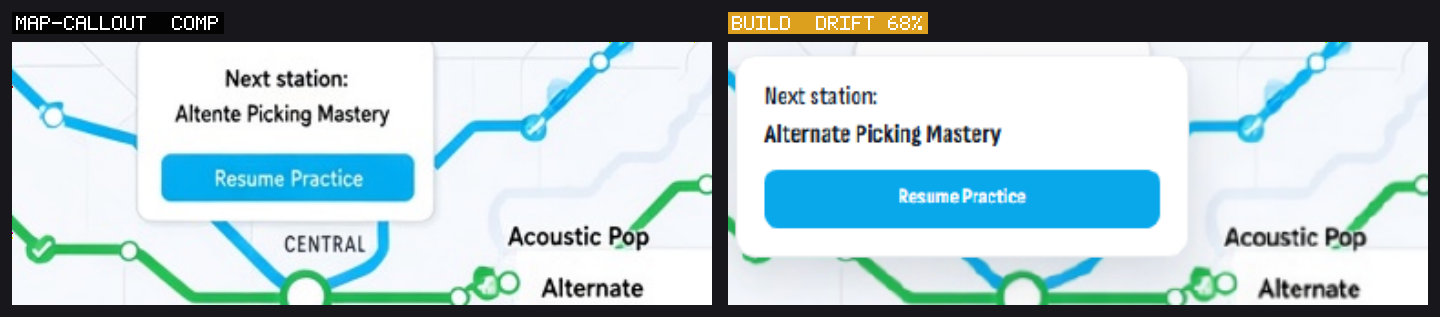 MAP-CALLOUT COMP
Next station:
Altente Picking Mastery
Resume Practice
CENTRAL
Acoustic Pop
Alternate
BUILD DRIFT 68%
Next station:
Alternate Picking Mastery
Resume Practice
Acoustic Pop
Alternate